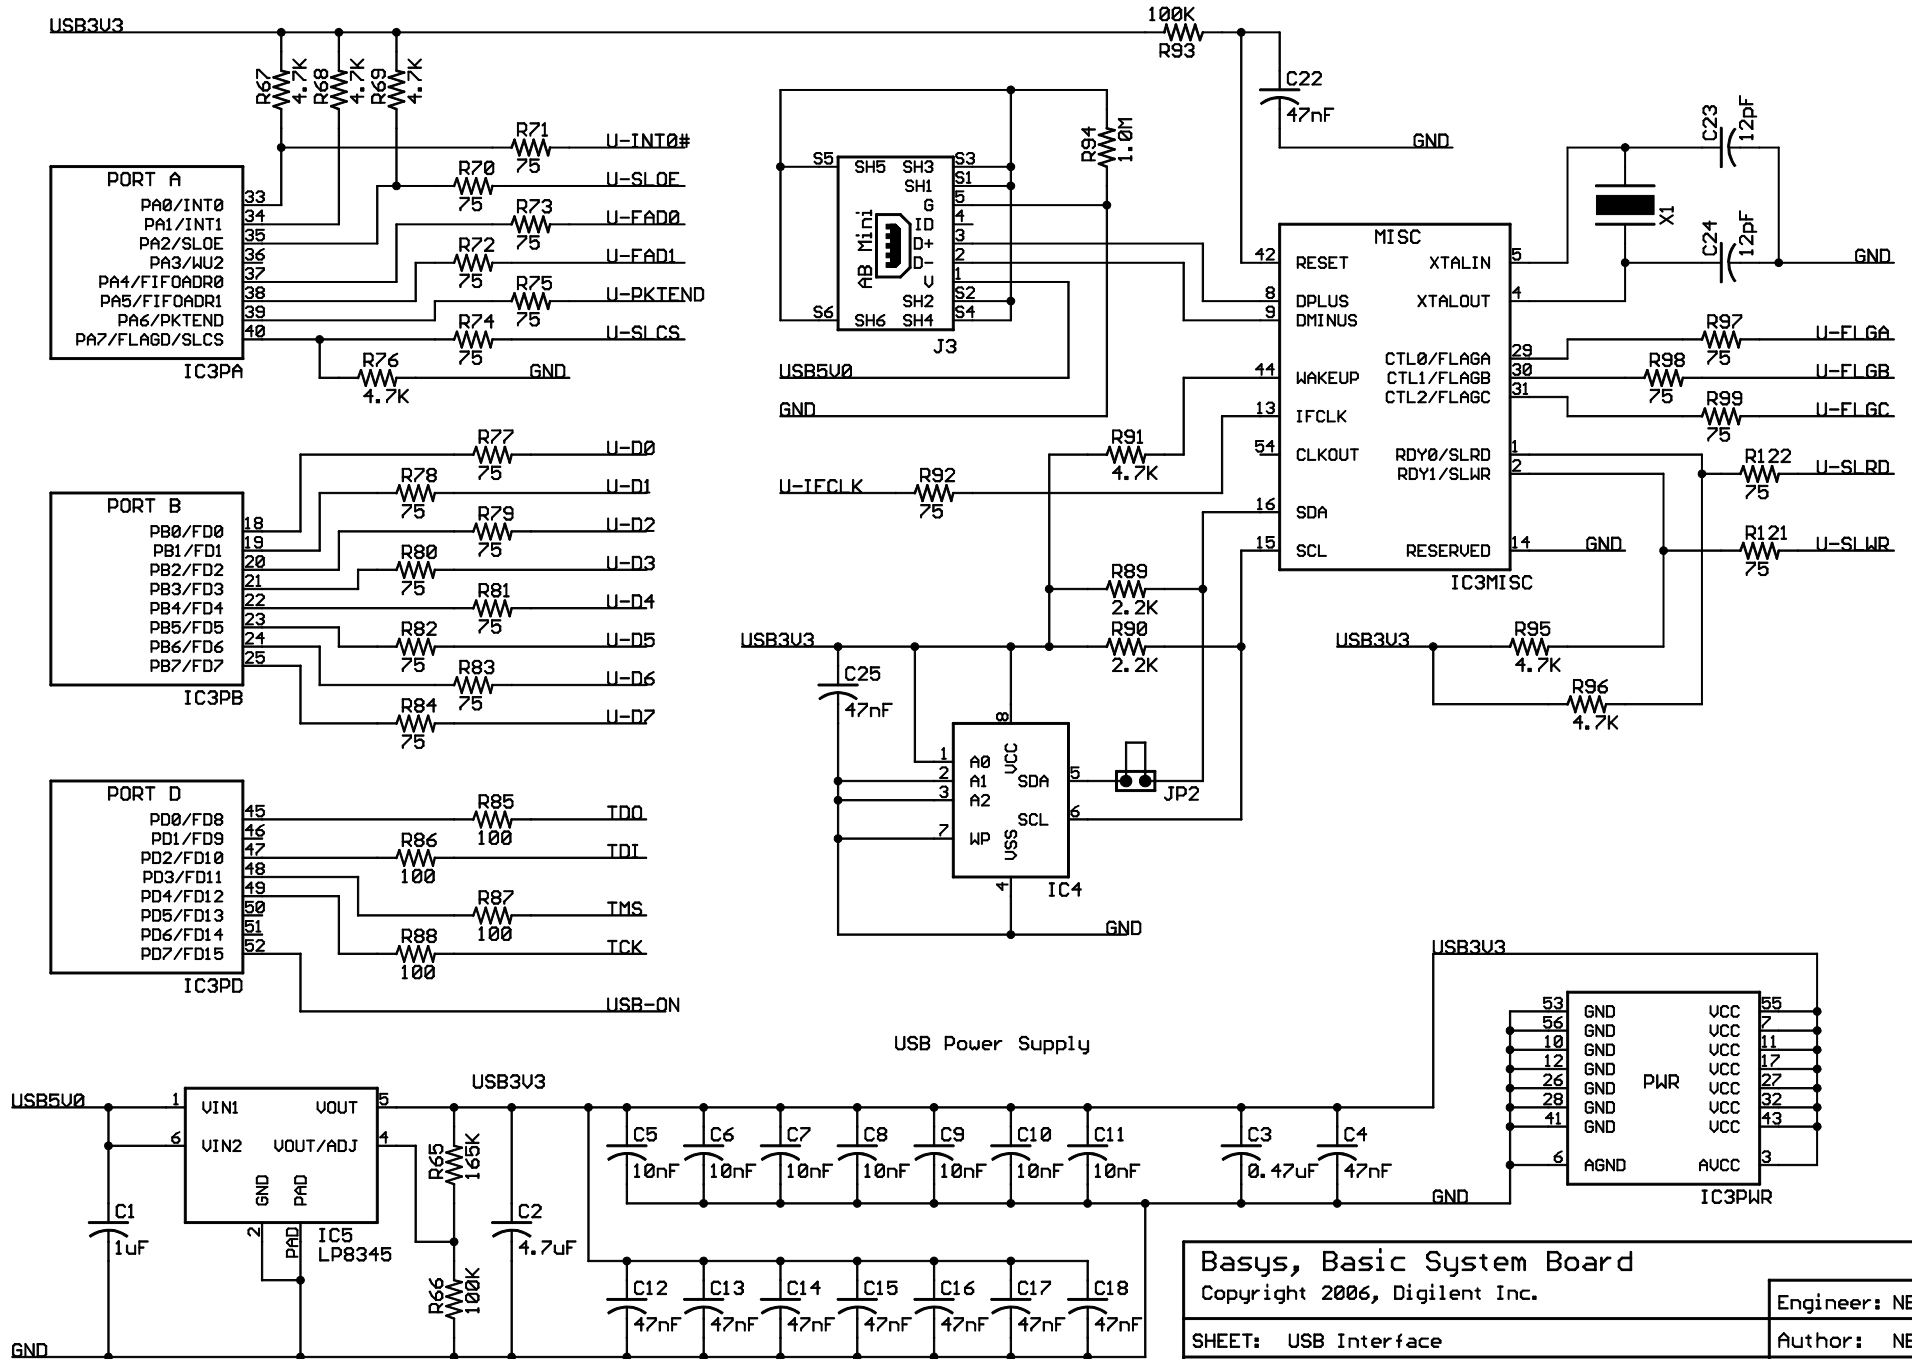 USB3V3
100K
R93
R67
4.7K
R68
4.7K
R69
4.7K
C22
47nF
GND
R71
75
U-INT0#
R70
75
U-SLOE
R73
75
U-FAD0
R72
75
U-FAD1
R75
75
U-PKTEND
R74
75
U-SLCS
R76
4.7K
GND
PORT A
PA0/INT0 33
PA1/INT1 34
PA2/SLOE 35
PA3/WU2 36
PA4/FIFOADR0 37
PA5/FIFOADR1 38
PA6/PKTEND 39
PA7/FLAGD/SLCS 40
IC3PA
R94
1.0M
S5 SH5 SH3 S3
SH1 S1
G 5
ID 4
D+ 3
D- 2
V 1
SH2 S2
S6 SH6 SH4 S4
AB Mini
J3
USB5V0
GND
C23
12pF
X1
C24
12pF
GND
MISC
42 RESET XTALIN 5
8 DPLUS XTALOUT 4
9 DMINUS
CTL0/FLAGA 29
44 WAKEUP CTL1/FLAGB 30
CTL2/FLAGC 31
13 IFCLK
54 CLKOUT RDY0/SLRD 1
RDY1/SLWR 2
16 SDA
15 SCL RESERVED 14
GND
IC3MISC
R97
75
U-FLGA
R98
75
U-FLGB
R99
75
U-FLGC
R122
75
U-SLRD
R121
75
U-SLWR
USB3V3
R95
4.7K
R96
4.7K
R91
4.7K
U-IFCLK
R92
75
R89
2.2K
R90
2.2K
USB3V3
C25
47nF
8
1 A0 VCC
2 A1 SDA 5
3 A2
SCL 6
7 WP VSS
4
IC4
JP2
GND
PORT B
PB0/FD0 18
PB1/FD1 19
PB2/FD2 20
PB3/FD3 21
PB4/FD4 22
PB5/FD5 23
PB6/FD6 24
PB7/FD7 25
IC3PB
R77
75
U-D0
R78
75
U-D1
R79
75
U-D2
R80
75
U-D3
R81
75
U-D4
R82
75
U-D5
R83
75
U-D6
R84
75
U-D7
PORT D
PD0/FD8 45
PD1/FD9 46
PD2/FD10 47
PD3/FD11 48
PD4/FD12 49
PD5/FD13 50
PD6/FD14 51
PD7/FD15 52
IC3PD
R85
100
TDO
R86
100
TDI
R87
100
TMS
R88
100
TCK
USB-ON
USB Power Supply
USB3V3
53 GND VCC 55
56 GND VCC 7
10 GND VCC 11
12 GND VCC 17
26 GND PWR VCC 27
28 GND VCC 32
41 GND VCC 43
6 AGND AVCC 3
IC3PWR
GND
USB5V0
1 VIN1 VOUT 5
6 VIN2 VOUT/ADJ 4
GND PAD
2 PAD
IC5
LP8345
USB3V3
C1
1uF
R65
165K
R66
100K
C2
4.7uF
C5
10nF
C6
10nF
C7
10nF
C8
10nF
C9
10nF
C10
10nF
C11
10nF
C3
0.47uF
C4
47nF
C12
47nF
C13
47nF
C14
47nF
C15
47nF
C16
47nF
C17
47nF
C18
47nF
GND
Basys, Basic System Board
Copyright 2006, Digilent Inc.
Engineer: NE
SHEET: USB Interface
Author: NE